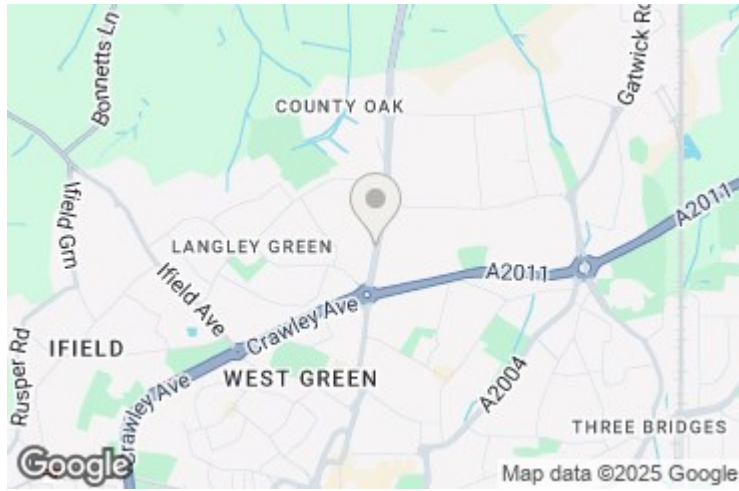 Bonnetts Ln
COUNTY OAK
Gatwick Rd
Ifield Grn
LANGLEY GREEN
A2011
A2011
Ifield Ave
Crawley Ave
Rusper Rd
IFIELD
WEST GREEN
A2004
Crawley Ave
THREE BRIDGES
Google
Map data ©2025 Google